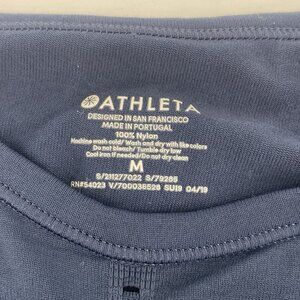 ATHLETA
DESIGNED IN SAN FRANCISCO
MADE IN PORTUGAL
100% Nylon
Machine wash cold/Wash and dry with like colors
Do not bleach/Tumble dry low
Cool iron if needed/Do not dry clean
M
S/211277022 S/79285
RN#54023 V/700038528 SU19 04/19